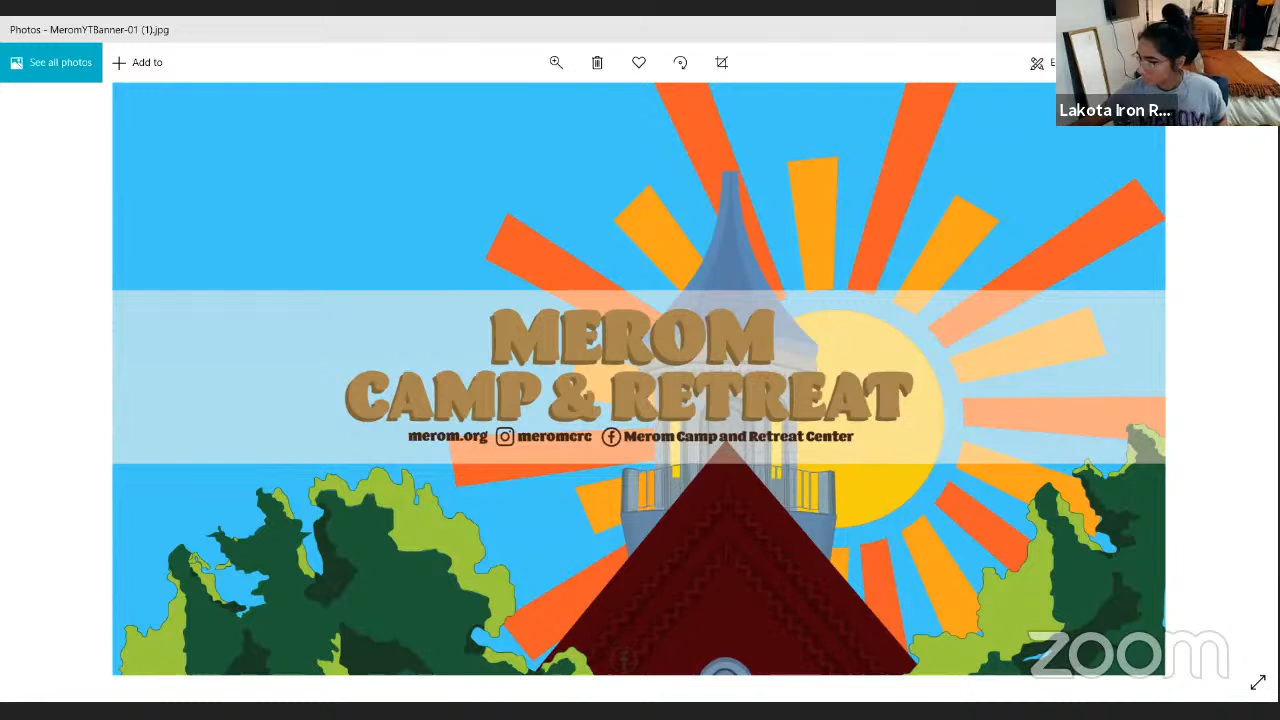 Photos - MeromYTBanner-01 (1).jpg
See all photos
Add to
E
Lakota Iron R...
MEROM
MEROM
CAMP & RETREAT
merom.org meromcrc Merom Camp and Retreat Center
zoom